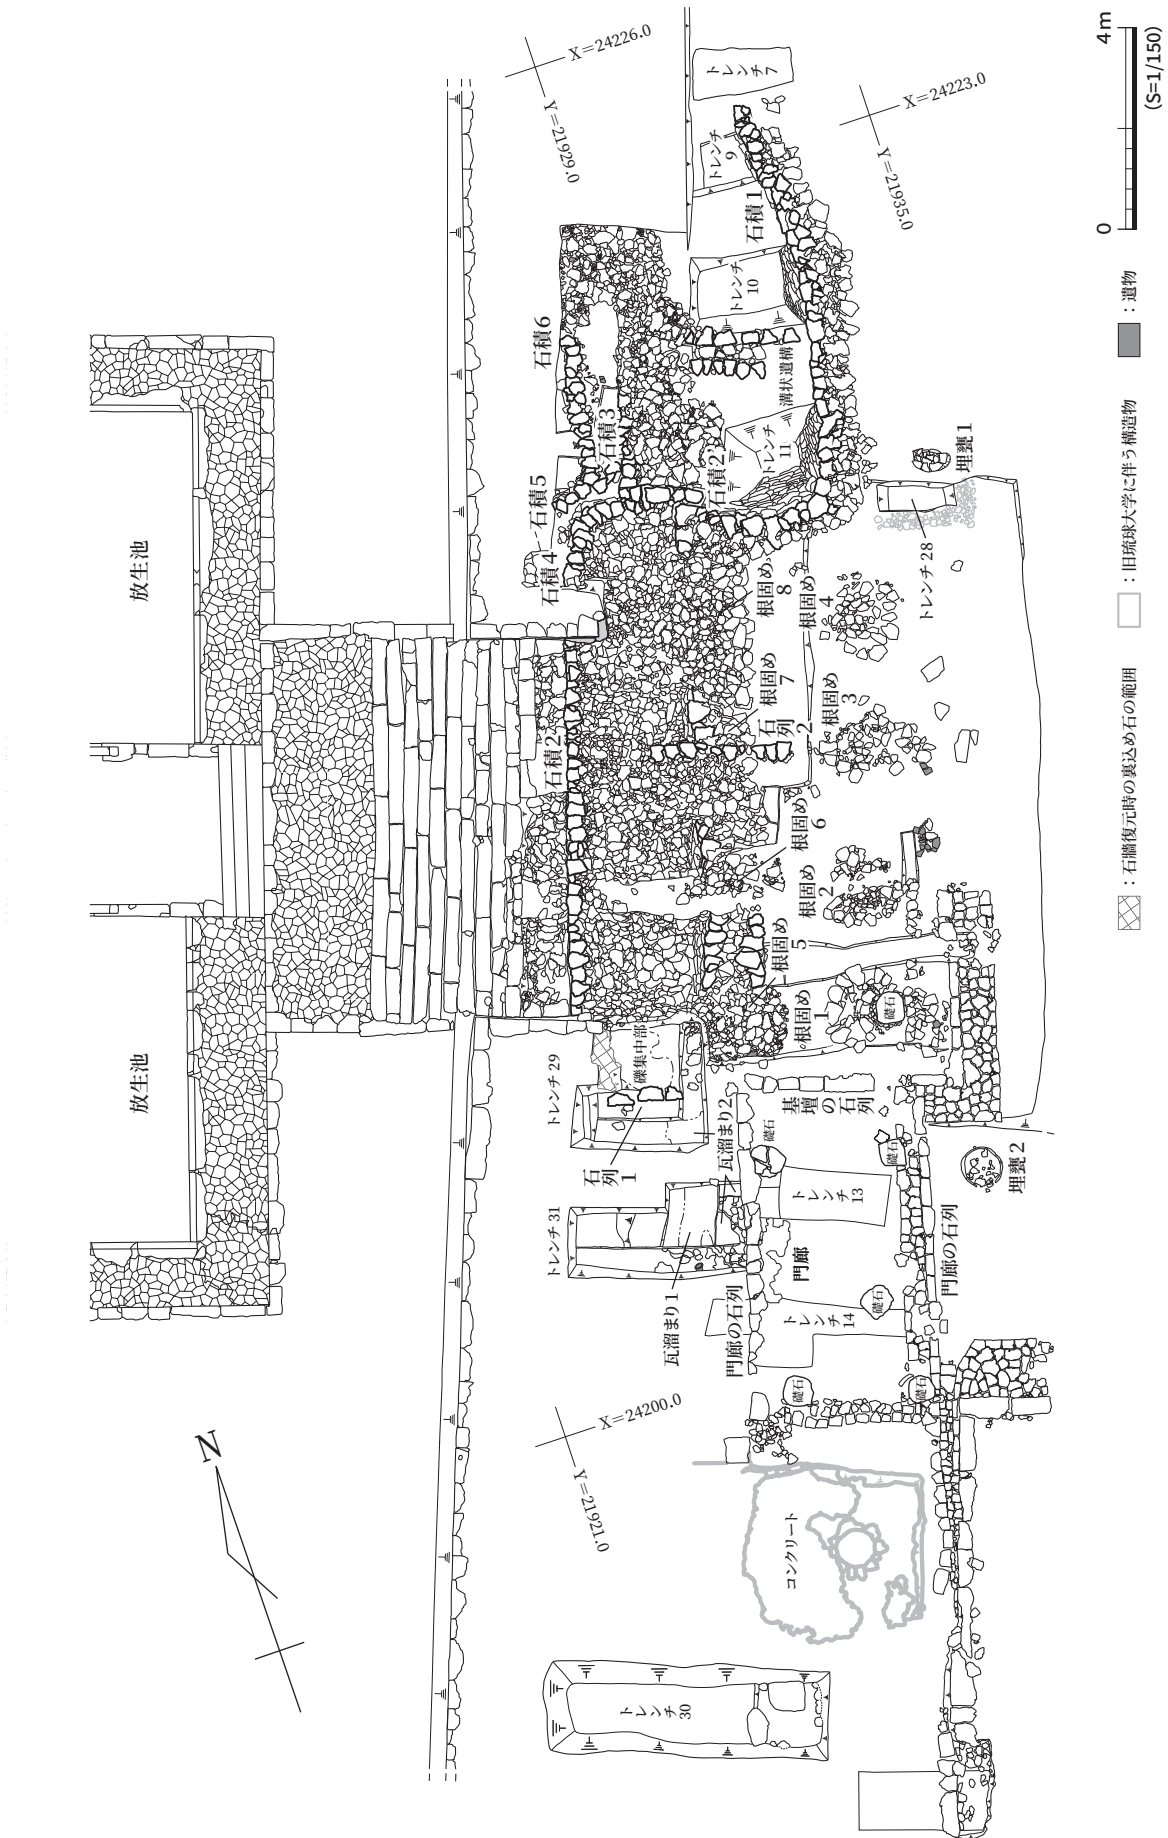 放生池
放生池
N
X=24226.0
Y=21929.0
X=24223.0
Y=21935.0
X=24200.0
Y=21921.0
トレンチ7
トレンチ9
石積1
トレンチ10
溝状遺構
トレンチ11
石積6
石積3
石積5
石積4
石積2’
石積2
埋甕1
トレンチ28
根固め8
根固め4
根固め7
石列2
根固め3
根固め6
根固め2
根固め5
根固め1
礎石
礫集中部
トレンチ29
石列1
瓦溜まり2
基壇の石列
礎石
礎石
トレンチ13
埋甕2
トレンチ31
瓦溜まり1
門廊の石列
門廊
門廊の石列
トレンチ14
礎石
礎石
礎石
コンクリート
トレンチ30
0
4m
(S=1/150)
:石牆復元時の裏込め石の範囲
:旧琉球大学に伴う構造物
:遺物